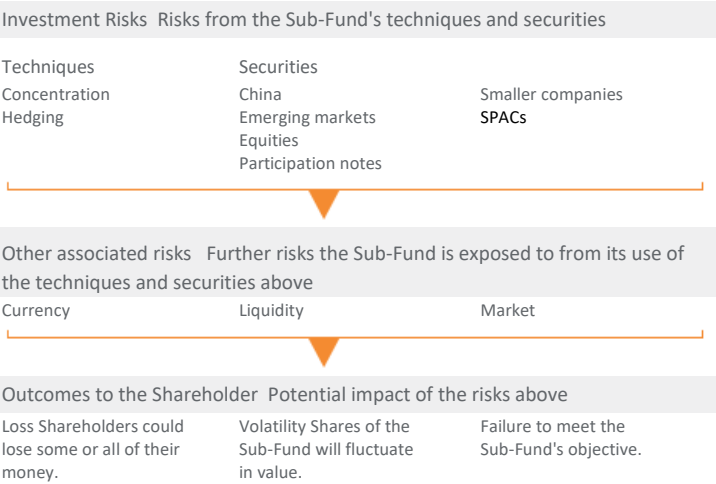 Investment Risks Risks from the Sub-Fund's techniques and securities
Techniques
Concentration
Hedging
Securities
China
Emerging markets
Equities
Participation notes
Smaller companies
SPACs
Other associated risks Further risks the Sub-Fund is exposed to from its use of
the techniques and securities above
Currency
Liquidity
Market
Outcomes to the Shareholder Potential impact of the risks above
Loss Shareholders could
lose some or all of their
money.
Volatility Shares of the
Sub-Fund will fluctuate
in value.
Failure to meet the
Sub-Fund's objective.